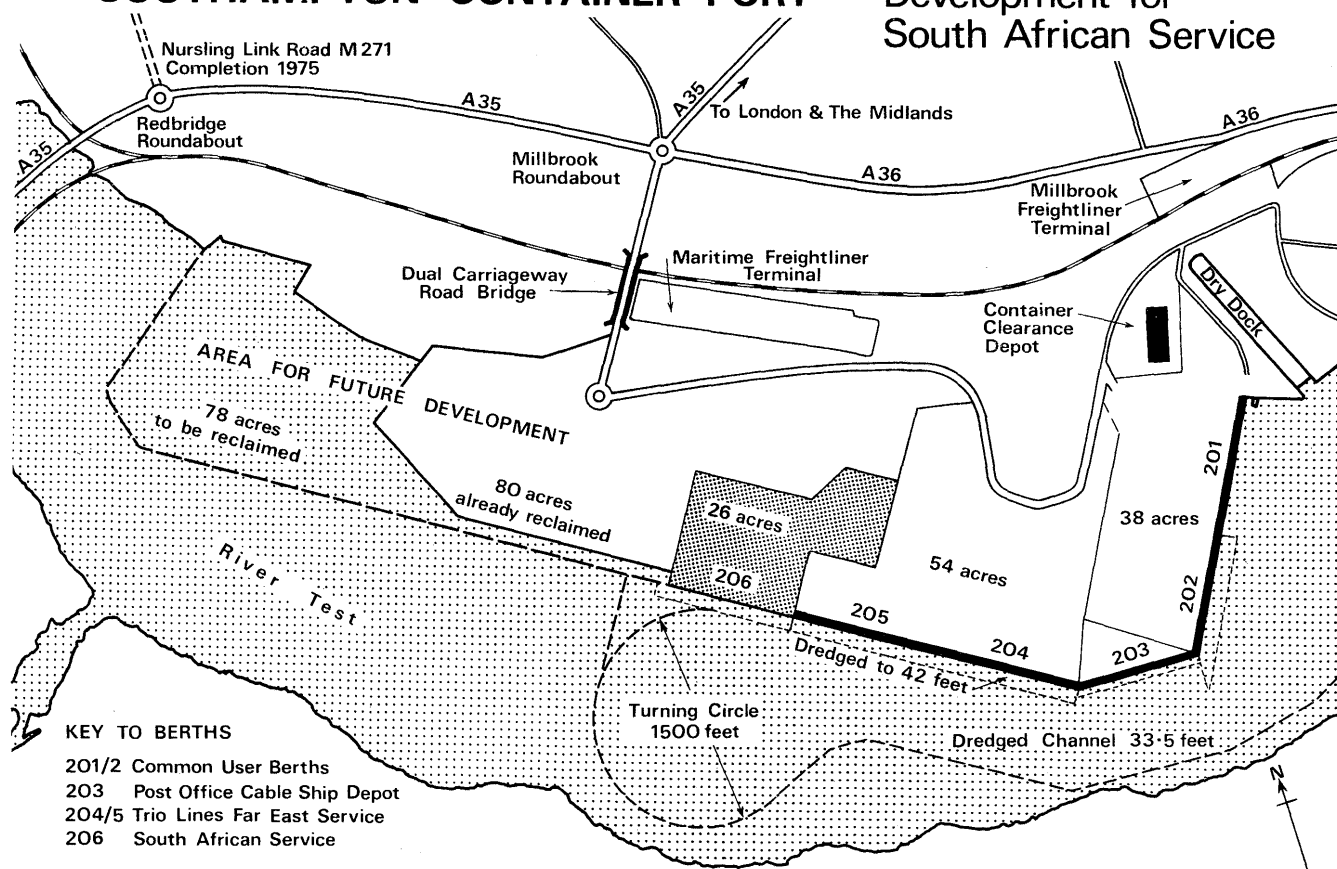 SOUTHAMPTON CONTAINER PORT
Development for
South African Service
Nursling Link Road M271
Completion 1975
A35
A35
To London & The Midlands
A36
Redbridge
Roundabout
A35
Millbrook
Roundabout
A36
Millbrook
Freightliner
Terminal
Maritime Freightliner
Terminal
Dual Carriageway
Road Bridge
Dry Dock
Container
Clearance
Depot
AREA FOR FUTURE DEVELOPMENT
78 acres
to be reclaimed
80 acres
already reclaimed
26 acres
206
54 acres
38 acres
201
202
203
204
205
River Test
Dredged to 42 feet
Turning Circle
1500 feet
Dredged Channel 33·5 feet
N
KEY TO BERTHS
201/2 Common User Berths
203 Post Office Cable Ship Depot
204/5 Trio Lines Far East Service
206 South African Service